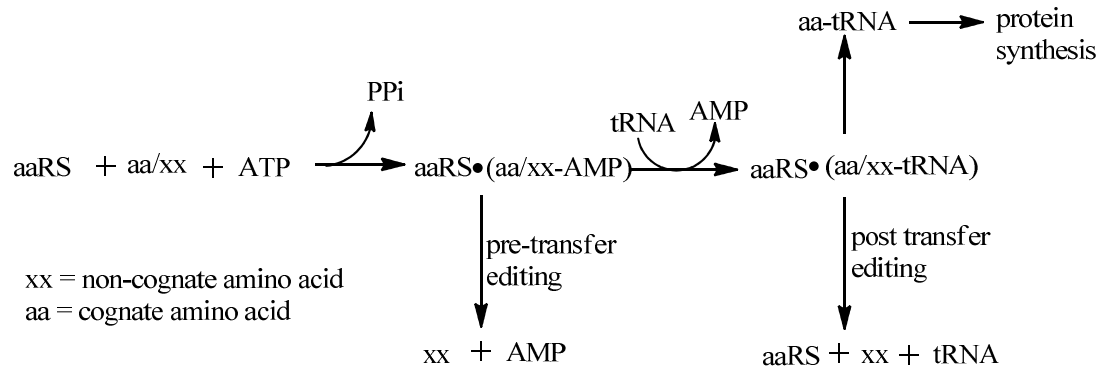 aa-tRNA
protein
synthesis
PPi
tRNA
AMP
aaRS + aa/xx + ATP
aaRS•(aa/xx-AMP)
aaRS•(aa/xx-tRNA)
pre-transfer
editing
post transfer
editing
xx = non-cognate amino acid
aa = cognate amino acid
xx + AMP
aaRS + xx + tRNA